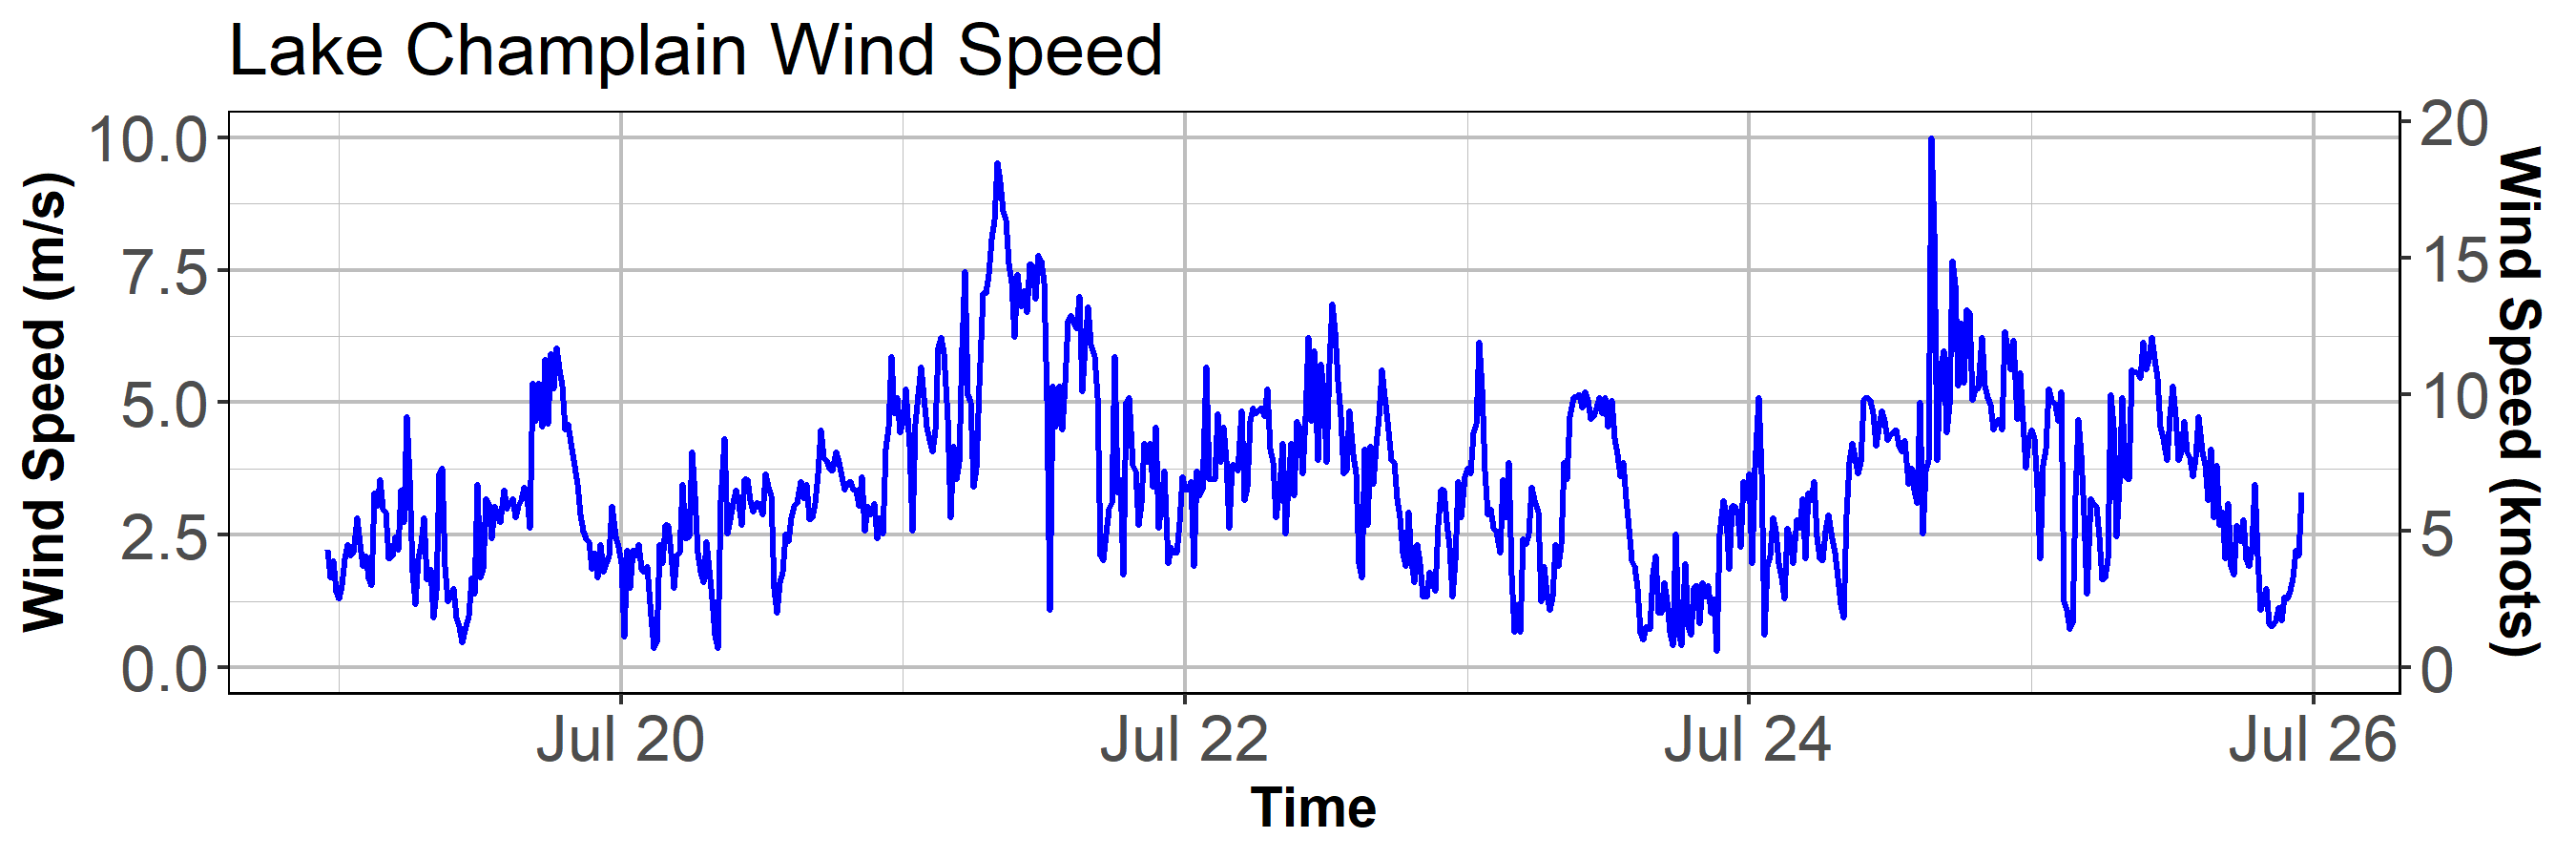 Lake Champlain Wind Speed
10.0
7.5
5.0
2.5
0.0
Wind Speed (m/s)
20
15
10
5
0
Wind Speed (knots)
Jul 20
Jul 22
Jul 24
Jul 26
Time